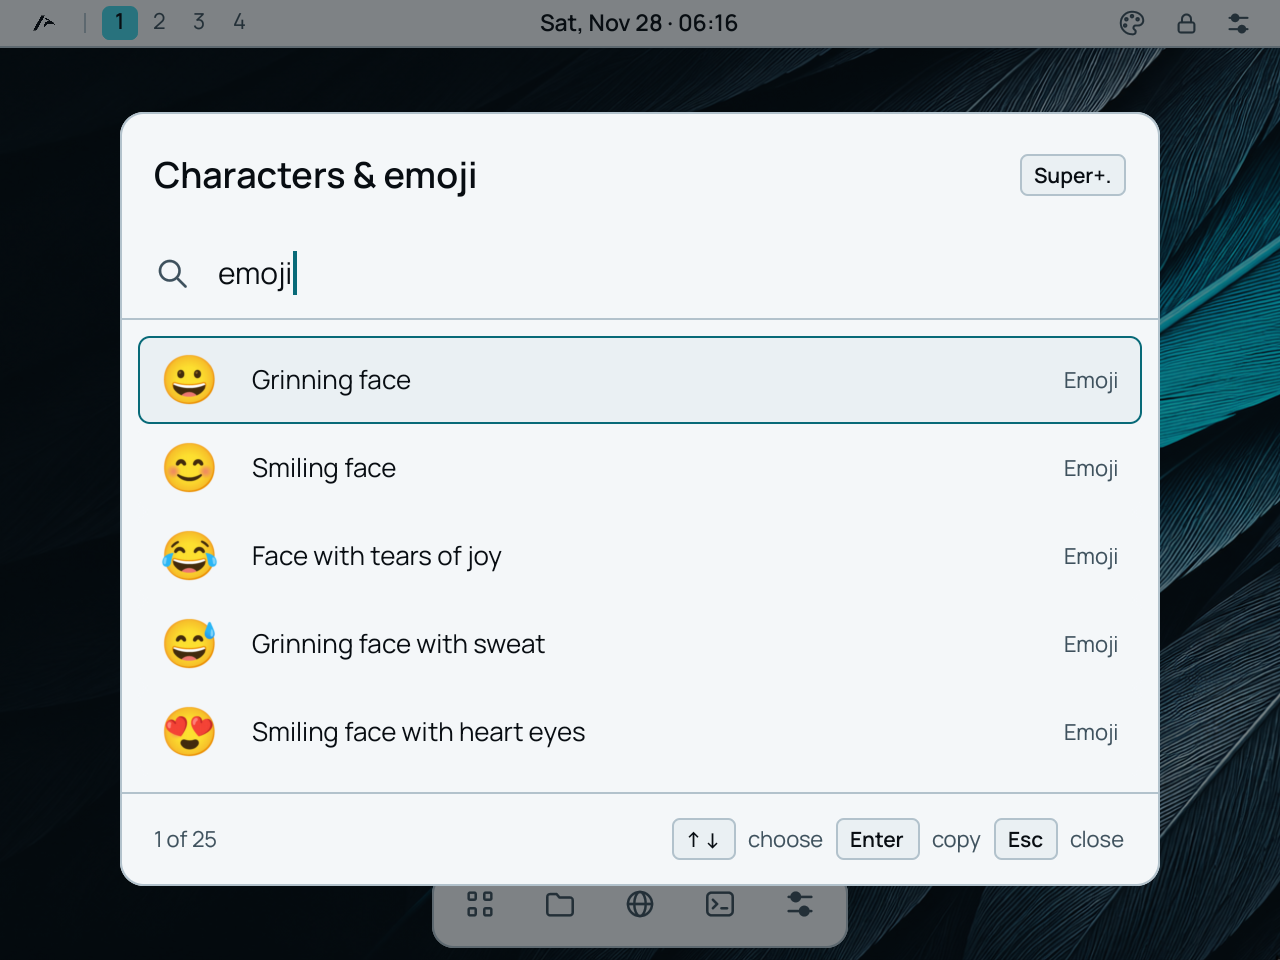 1 2 3 4 Sat, Nov 28 · 06:16
Characters & emoji Super+.
emoji
😀 Grinning face Emoji
😊 Smiling face Emoji
😂 Face with tears of joy Emoji
😅 Grinning face with sweat Emoji
😍 Smiling face with heart eyes Emoji
1 of 25 ↑ ↓ choose Enter copy Esc close